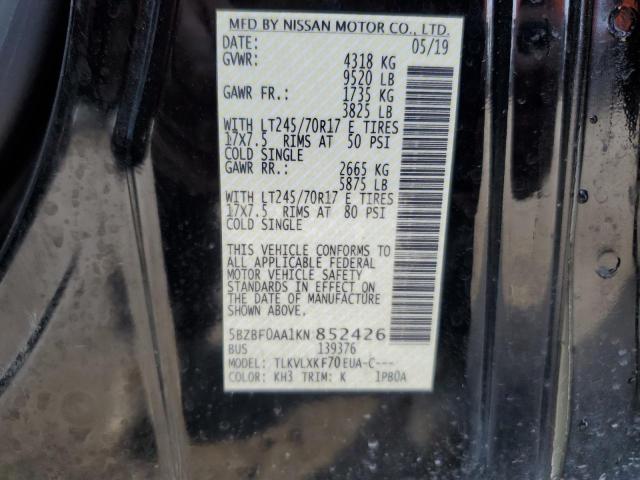 MFD BY NISSAN MOTOR CO., LTD.
DATE: 05/19
GVWR: 4318 KG
9520 LB
GAWR FR.: 1735 KG
3825 LB
WITH LT245/70R17 E TIRES
17X7.5 RIMS AT 50 PSI
COLD SINGLE
GAWR RR.: 2665 KG
5875 LB
WITH LT245/70R17 E TIRES
17X7.5 RIMS AT 80 PSI
COLD SINGLE
THIS VEHICLE CONFORMS TO
ALL APPLICABLE FEDERAL
MOTOR VEHICLE SAFETY
STANDARDS IN EFFECT ON
THE DATE OF MANUFACTURE
SHOWN ABOVE.
5BZBF0AA1KN 852426
BUS 139376
MODEL: TLKVLXKF70EUA-C---
COLOR: KH3 TRIM: K 1PB0A